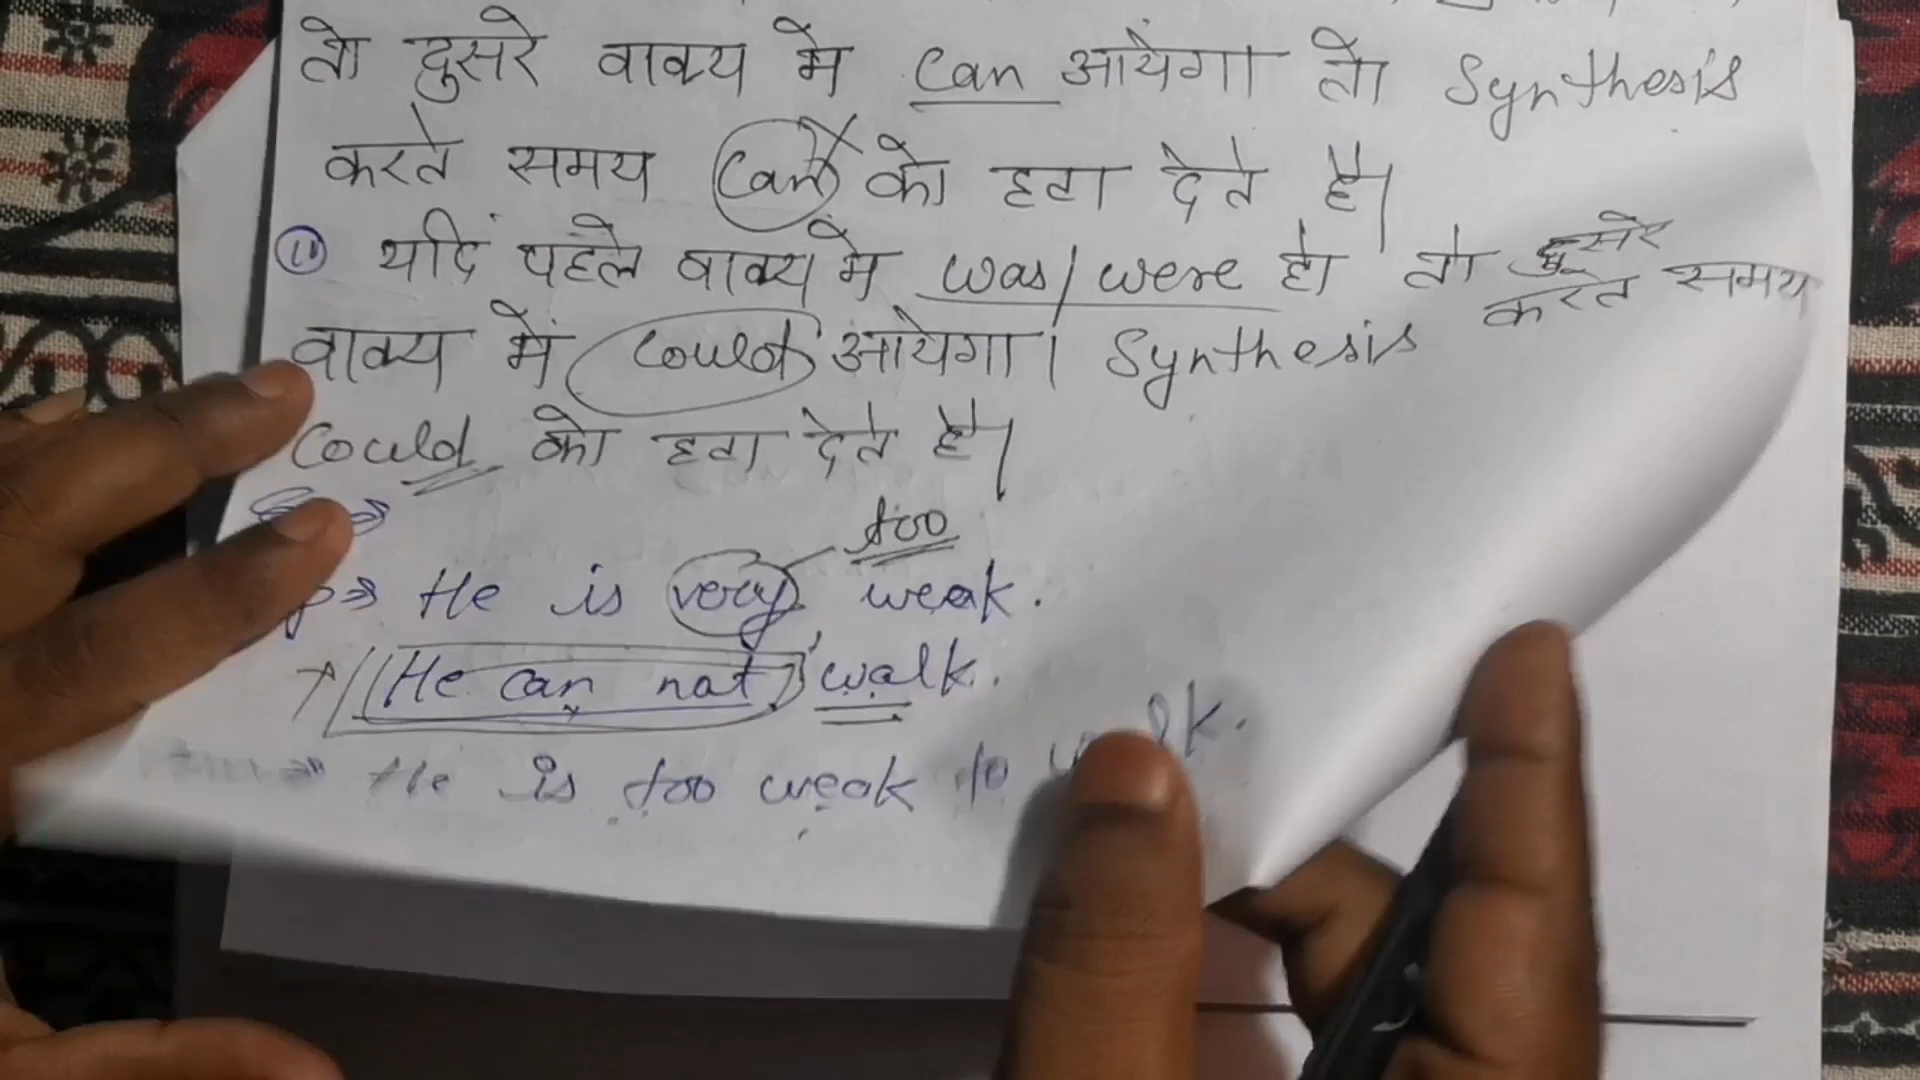 तो दुसरे वाक्य मे can आयेगा तो Synthesis
करते समय can को हटा देते है।
यदि पहले वाक्य मे was/were हो तो दुसरे
वाक्य में could आयेगा। Synthesis करते समय
Could को हटा देते है।
too
He is very weak.
He can not walk.
He is too weak to walk.